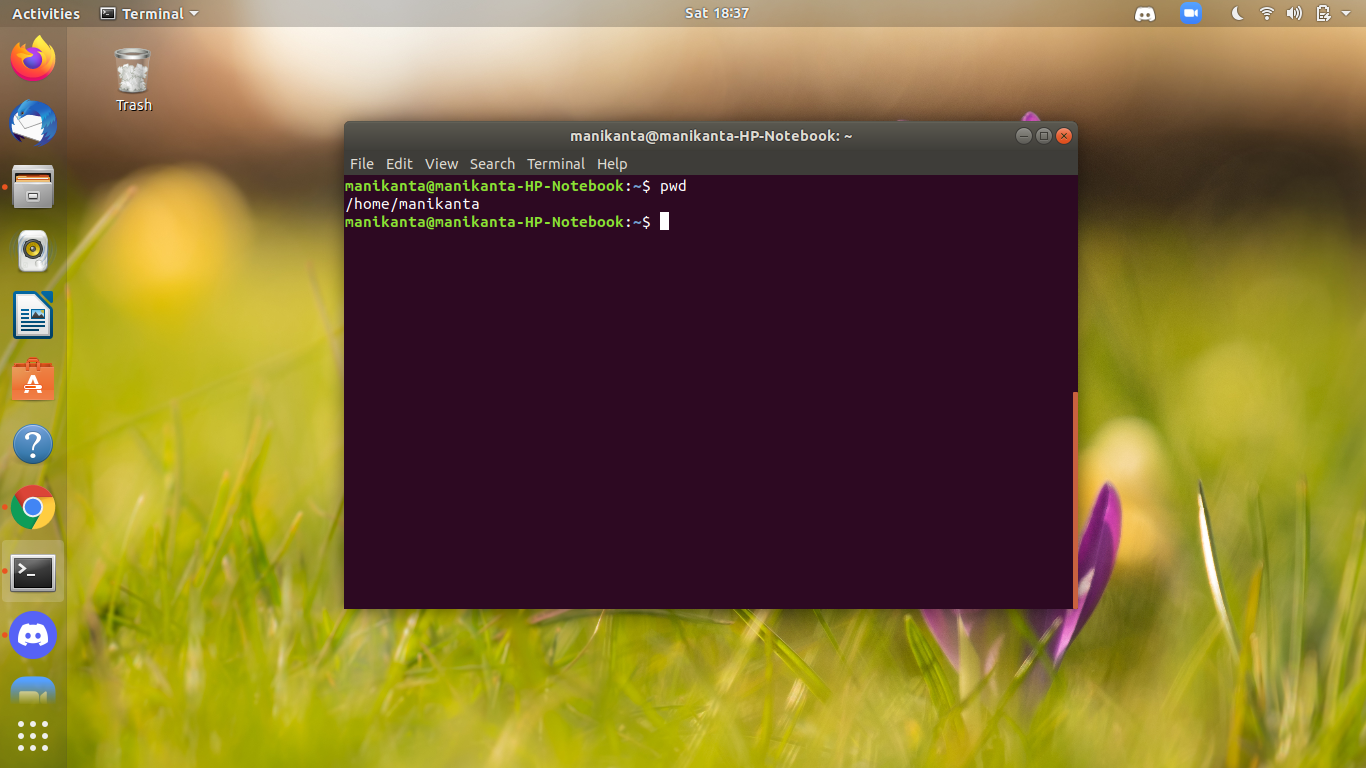 Activities Terminal Sat 18:37
Trash
manikanta@manikanta-HP-Notebook: ~
File Edit View Search Terminal Help
manikanta@manikanta-HP-Notebook:~$ pwd
/home/manikanta
manikanta@manikanta-HP-Notebook:~$